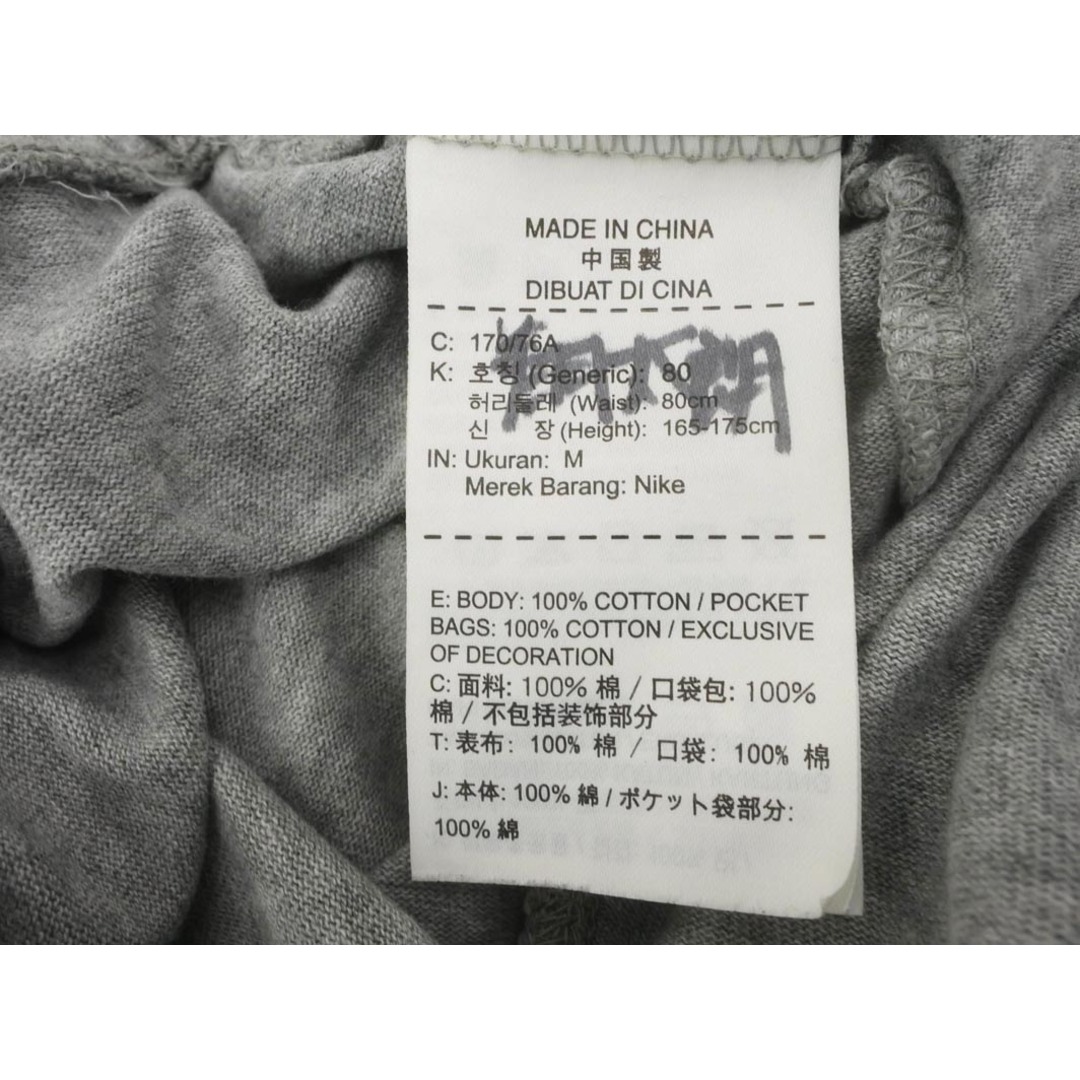 MADE IN CHINA
中国製
DIBUAT DI CINA
C: 170/76A
K: 호칭 (Generic): 80
허리둘레 (Waist): 80cm
신 장 (Height): 165-175cm
IN: Ukuran: M
Merek Barang: Nike
E: BODY: 100% COTTON / POCKET
BAGS: 100% COTTON / EXCLUSIVE
OF DECORATION
C: 面料: 100% 棉 / 口袋包: 100%
棉 / 不包括装饰部分
T: 表布: 100% 棉 / 口袋: 100% 棉
J: 本体: 100% 綿 / ポケット袋部分:
100% 綿